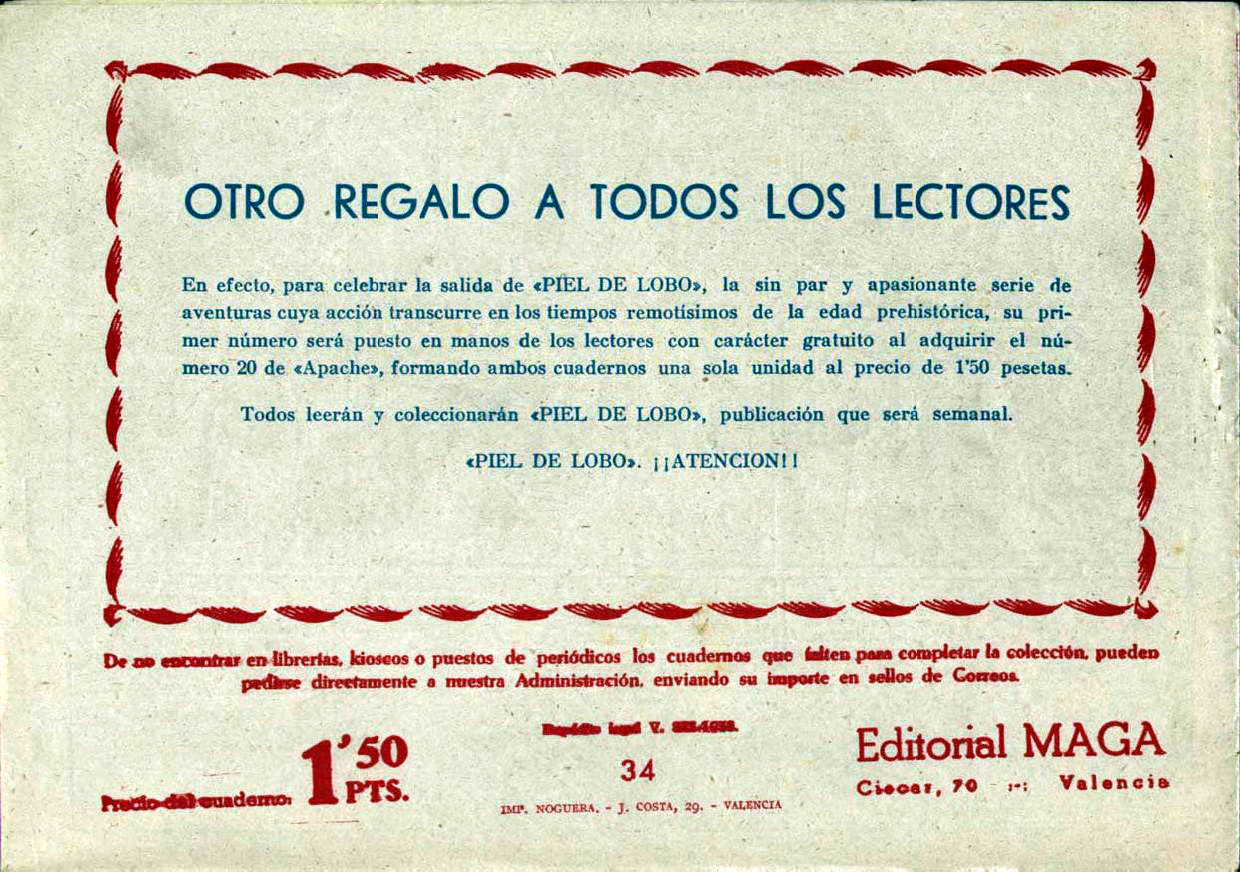 OTRO REGALO A TODOS LOS LECTORES
En efecto, para celebrar la salida de «PIEL DE LOBO», la sin par y apasionante serie de
aventuras cuya acción transcurre en los tiempos remotísimos de la edad prehistórica, su pri-
mer número será puesto en manos de los lectores con carácter gratuito al adquirir el nú-
mero 20 de «Apache», formando ambos cuadernos una sola unidad al precio de 1'50 pesetas.
Todos leerán y coleccionarán «PIEL DE LOBO», publicación que será semanal.
«PIEL DE LOBO». ¡¡ATENCION!!
De no encontrar en librerías, kioscos o puestos de periódicos los cuadernos que falten para completar la colección, pueden
pedirse directamente a nuestra Administración, enviando su importe en sellos de Correos.
Precio del cuaderno: 1'50 PTS.
Depósito legal V.
34
IMP. NOGUERA. - J. COSTA, 29. - VALENCIA
Editorial MAGA
Ciscar, 70 :-: Valencia